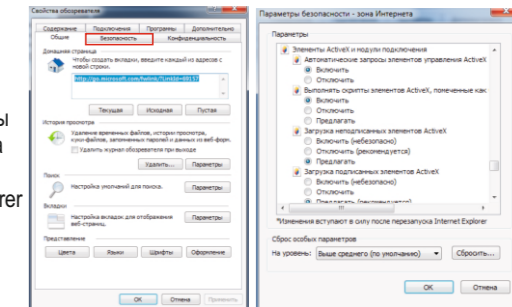 ы
а
rer
Свойства обозревателя
Содержание Подключения Программы Дополнительно
Общие Безопасность Конфиденциальность
Домашняя страница
Чтобы создать вкладки, введите каждый из адресов с
новой строки.
http://go.microsoft.com/fwlink/?LinkId=69157
Текущая Исходная Пустая
История просмотра
Удаление временных файлов, истории просмотра,
куки-файлов, заполненных паролей и данных из веб-форм.
Удалять журнал обозревателя при выходе
Удалить... Параметры
Поиск
Настройка умолчаний для поиска. Параметры
Вкладки
Настройка вкладок для отображения Параметры
веб-страниц.
Представление
Цвета Языки Шрифты Оформление
ОК Отмена Применить
Параметры безопасности - зона Интернета
Параметры
Элементы ActiveX и модули подключения
Автоматические запросы элементов управления ActiveX
Включить
Отключить
Выполнять скрипты элементов ActiveX, помеченные как
Включить
Отключить
Предлагать
Загрузка неподписанных элементов ActiveX
Включить (небезопасно)
Отключить (рекомендуется)
Предлагать
Загрузка подписанных элементов ActiveX
Включить (небезопасно)
Отключить
Предлагать (рекомендуется)
*Изменения вступают в силу после перезапуска Internet Explorer
Сброс особых параметров
На уровень: Выше среднего (по умолчанию) Сбросить...
ОК Отмена